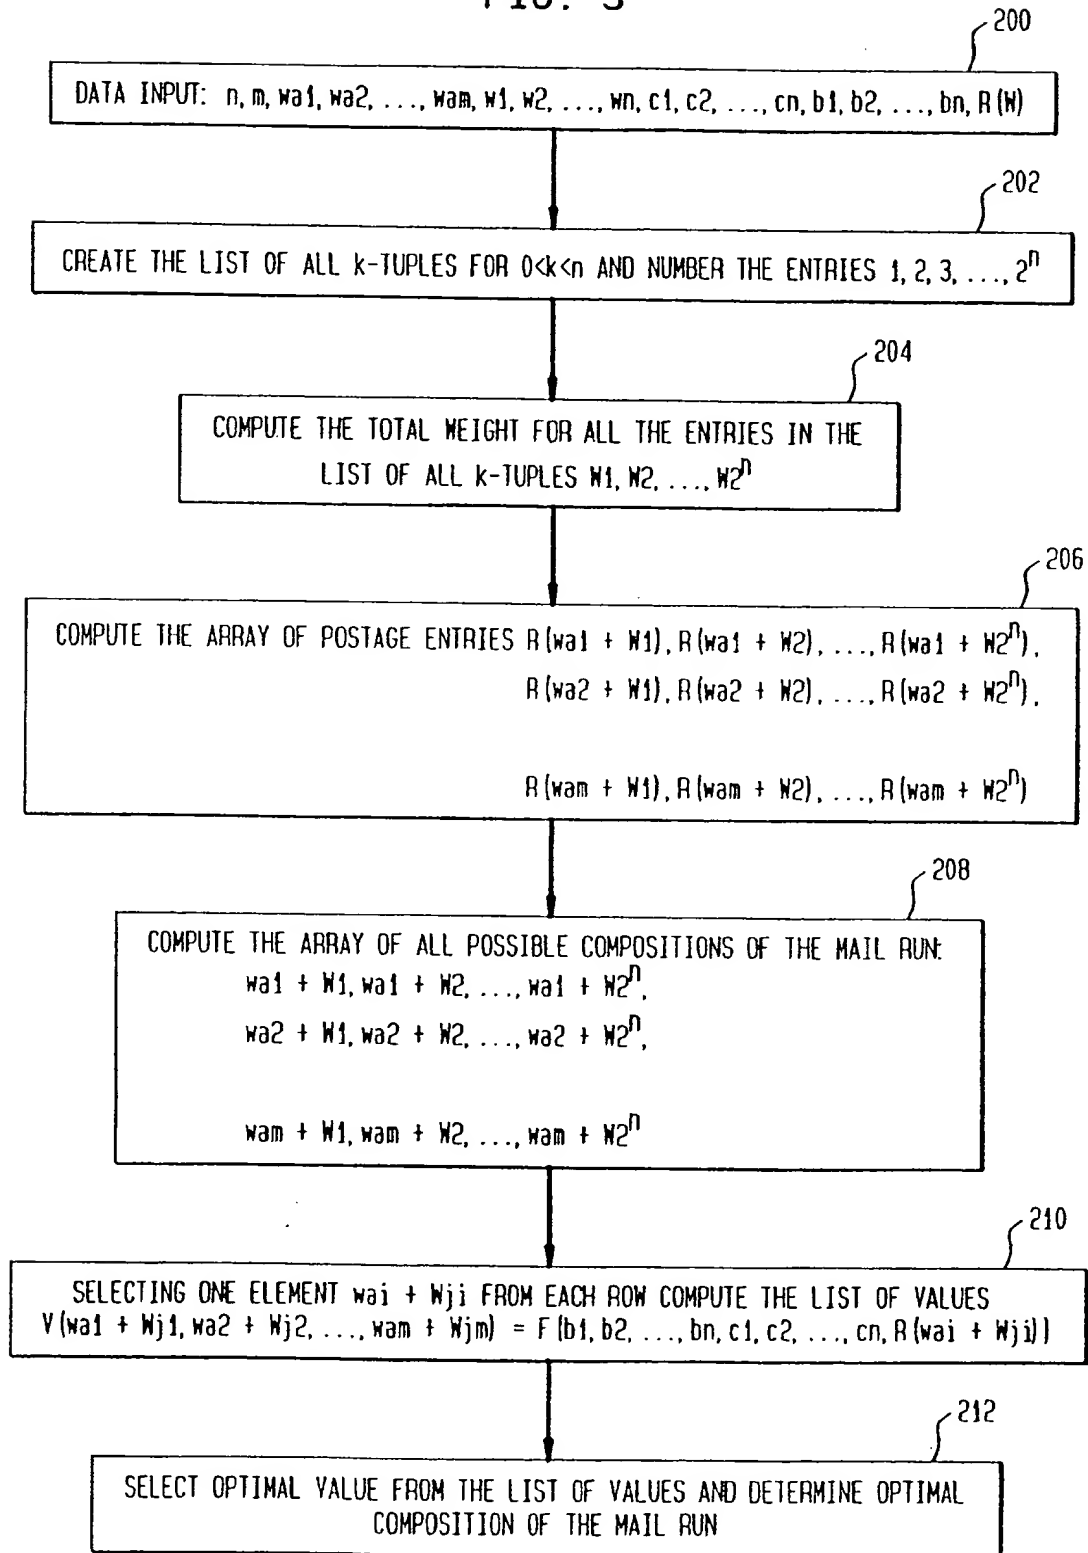 FIG. 3
200
DATA INPUT: n, m, wa1, wa2, ..., wam, w1, w2, ..., wn, c1, c2, ..., cn, b1, b2, ..., bn, R(W)
202
CREATE THE LIST OF ALL k-TUPLES FOR 0<k<n AND NUMBER THE ENTRIES 1, 2, 3, ..., 2^n
204
COMPUTE THE TOTAL WEIGHT FOR ALL THE ENTRIES IN THE
LIST OF ALL k-TUPLES W1, W2, ..., W2^n
206
COMPUTE THE ARRAY OF POSTAGE ENTRIES R(wa1 + W1), R(wa1 + W2), ..., R(wa1 + W2^n),
R(wa2 + W1), R(wa2 + W2), ..., R(wa2 + W2^n),
R(wam + W1), R(wam + W2), ..., R(wam + W2^n)
208
COMPUTE THE ARRAY OF ALL POSSIBLE COMPOSITIONS OF THE MAIL RUN:
wa1 + W1, wa1 + W2, ..., wa1 + W2^n,
wa2 + W1, wa2 + W2, ..., wa2 + W2^n,
wam + W1, wam + W2, ..., wam + W2^n
210
SELECTING ONE ELEMENT wai + Wji FROM EACH ROW COMPUTE THE LIST OF VALUES
V(wa1 + Wj1, wa2 + Wj2, ..., wam + Wjm) = F(b1, b2, ..., bn, c1, c2, ..., cn, R(wai + Wji))
212
SELECT OPTIMAL VALUE FROM THE LIST OF VALUES AND DETERMINE OPTIMAL
COMPOSITION OF THE MAIL RUN